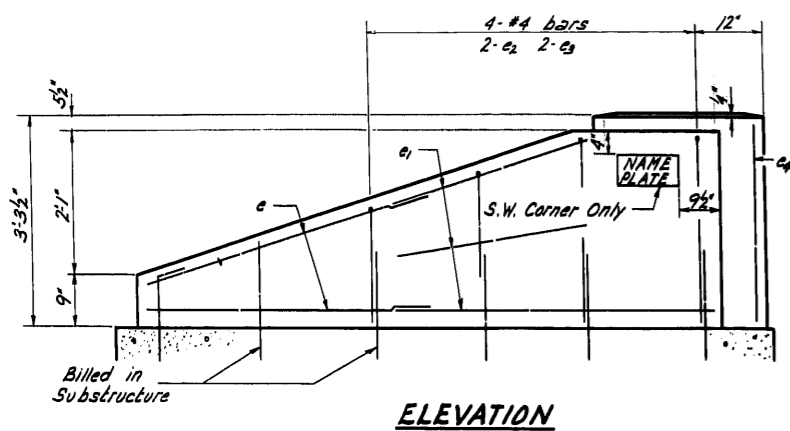 4-#4 bars
2-e2 2-e3
12"
5½"
¼"
4"
e1
NAME
PLATE
e4
9½"
S.W. Corner Only
e
2'-1"
3'-3½"
9"
Billed in
Substructure
ELEVATION